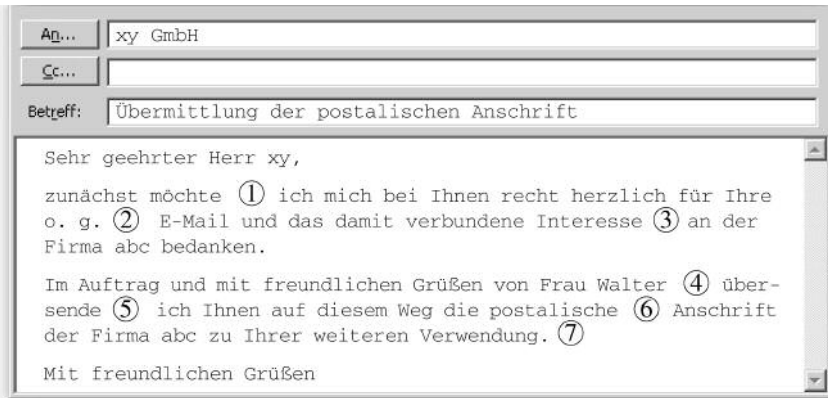 An... xy GmbH
Cc...
Betreff: Übermittlung der postalischen Anschrift
Sehr geehrter Herr xy,
zunächst möchte ① ich mich bei Ihnen recht herzlich für Ihre
o. g. ② E-Mail und das damit verbundene Interesse ③ an der
Firma abc bedanken.
Im Auftrag und mit freundlichen Grüßen von Frau Walter ④ über-
sende ⑤ ich Ihnen auf diesem Weg die postalische ⑥ Anschrift
der Firma abc zu Ihrer weiteren Verwendung. ⑦
Mit freundlichen Grüßen